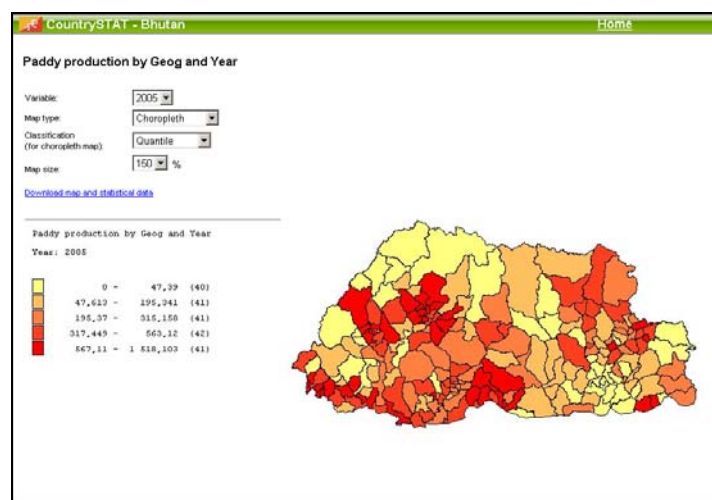 CountrySTAT - Bhutan Home
Paddy production by Geog and Year
Variable: 2005
Map type: Choropleth
Classification
(for choropleth map): Quantile
Map size: 150 %
Download map and statistical data
Paddy production by Geog and Year
Year: 2005
0 - 47,39 (40)
47,613 - 195,341 (41)
195,37 - 315,158 (41)
317,449 - 563,12 (42)
567,11 - 1 518,103 (41)